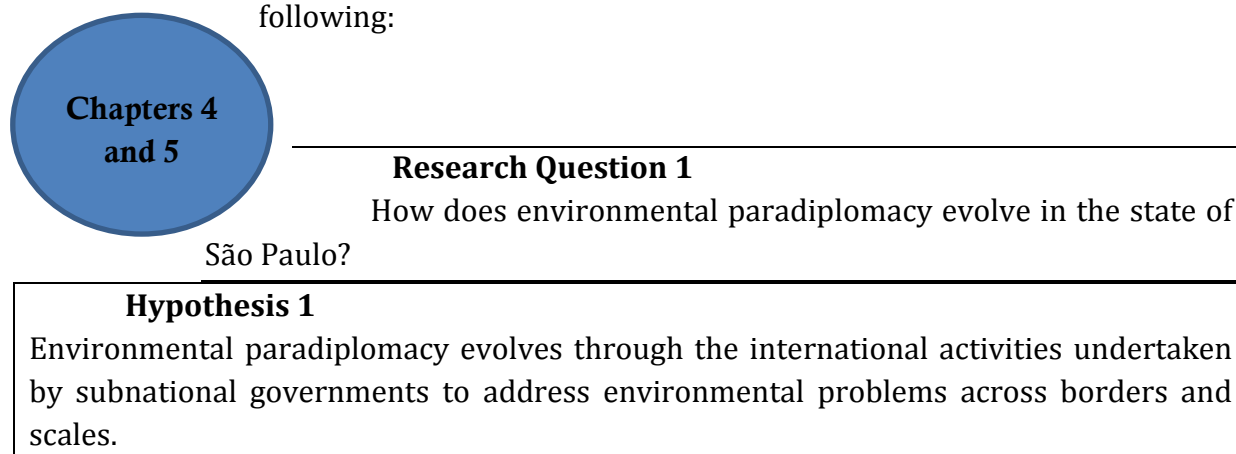 following:
Chapters 4
and 5
Research Question 1
How does environmental paradiplomacy evolve in the state of
São Paulo?
Hypothesis 1
Environmental paradiplomacy evolves through the international activities undertaken
by subnational governments to address environmental problems across borders and
scales.